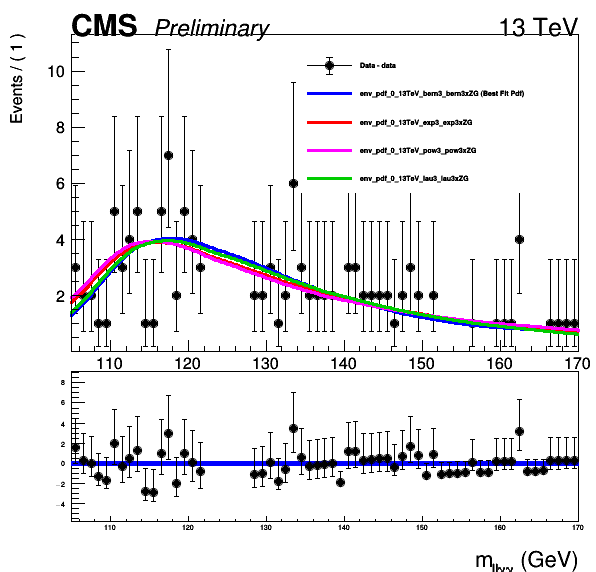 CMS Preliminary 13 TeV
Events / ( 1 )
Data - data
env_pdf_0_13TeV_bern3_bern3xZG (Best Fit Pdf)
env_pdf_0_13TeV_exp3_exp3xZG
env_pdf_0_13TeV_pow3_pow3xZG
env_pdf_0_13TeV_lau3_lau3xZG
10
8
6
4
2
110 120 130 140 150 160 170
8
6
4
2
0
-2
-4
110 120 130 140 150 160 170
m_{llγγ} (GeV)